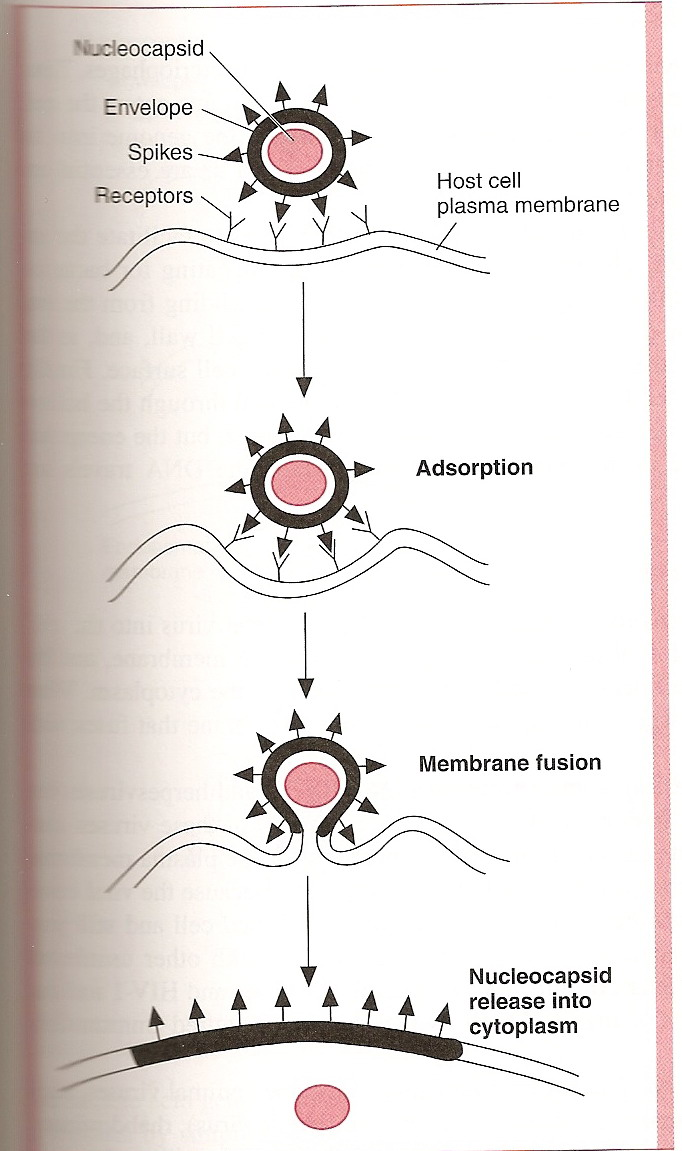 Nucleocapsid
Envelope
Spikes
Receptors
Host cell
plasma membrane
Adsorption
Membrane fusion
Nucleocapsid
release into
cytoplasm